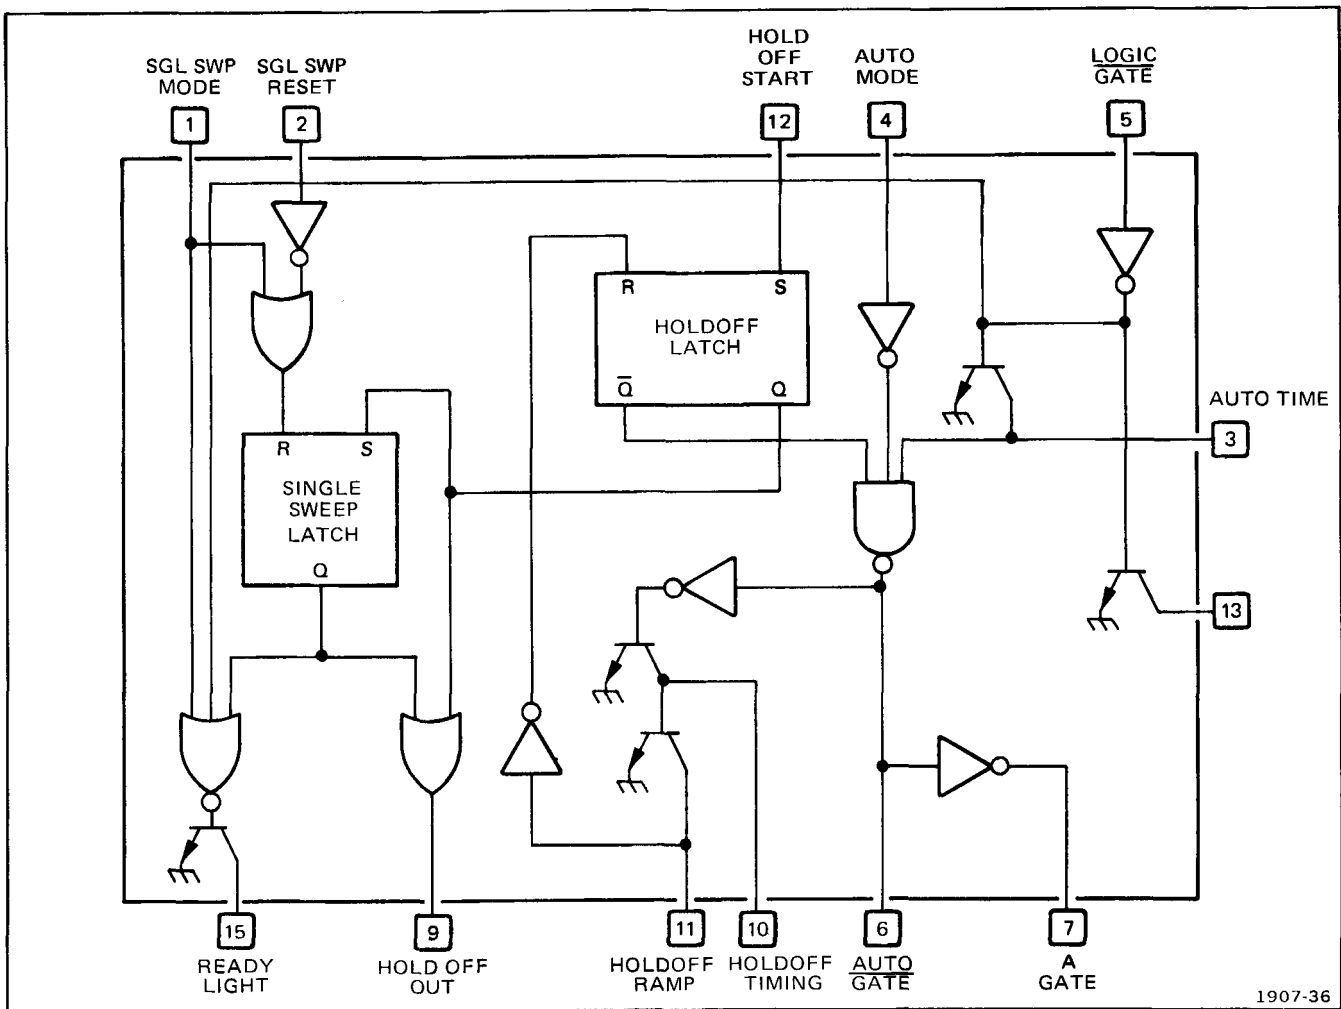 SGL SWP
MODE
SGL SWP
RESET
HOLD
OFF
START
AUTO
MODE
LOGIC
GATE
1
2
12
4
5
R
S
HOLDOFF
LATCH
Q
Q
AUTO TIME
3
R
S
SINGLE
SWEEP
LATCH
Q
13
15
9
11
10
6
7
READY
LIGHT
HOLD OFF
OUT
HOLDOFF
RAMP
HOLDOFF
TIMING
AUTO
GATE
A
GATE
1907-36